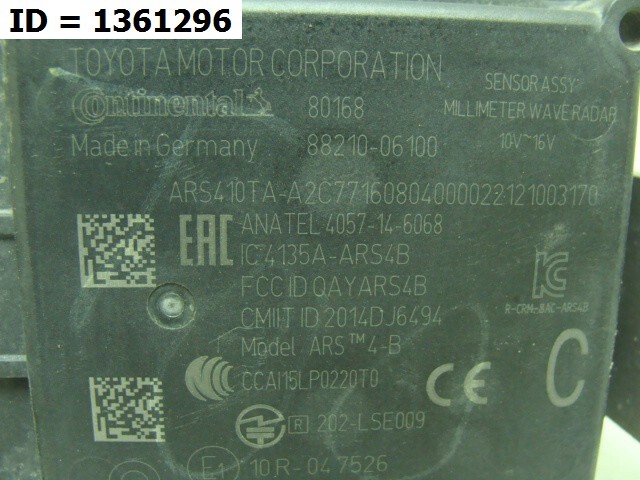 ID = 1361296
TOYOTA MOTOR CORPORATION
SENSOR ASSY
Continental 80168 MILLIMETER WAVE RADAR
Made in Germany 88210-06100 10V~16V
ARS410TA-A2C77160804000022121003170
ANATEL 4057-14-6068
EAC IC 4135A-ARS4B
FCC ID OAYARS4B
R-CRM-BAC-ARS4B
CMIIT ID 2014DJ6494
Model ARS™4-B
CCAI15LP0220T0 CE C
R 202-LSE009
E1 10 R-04 7526